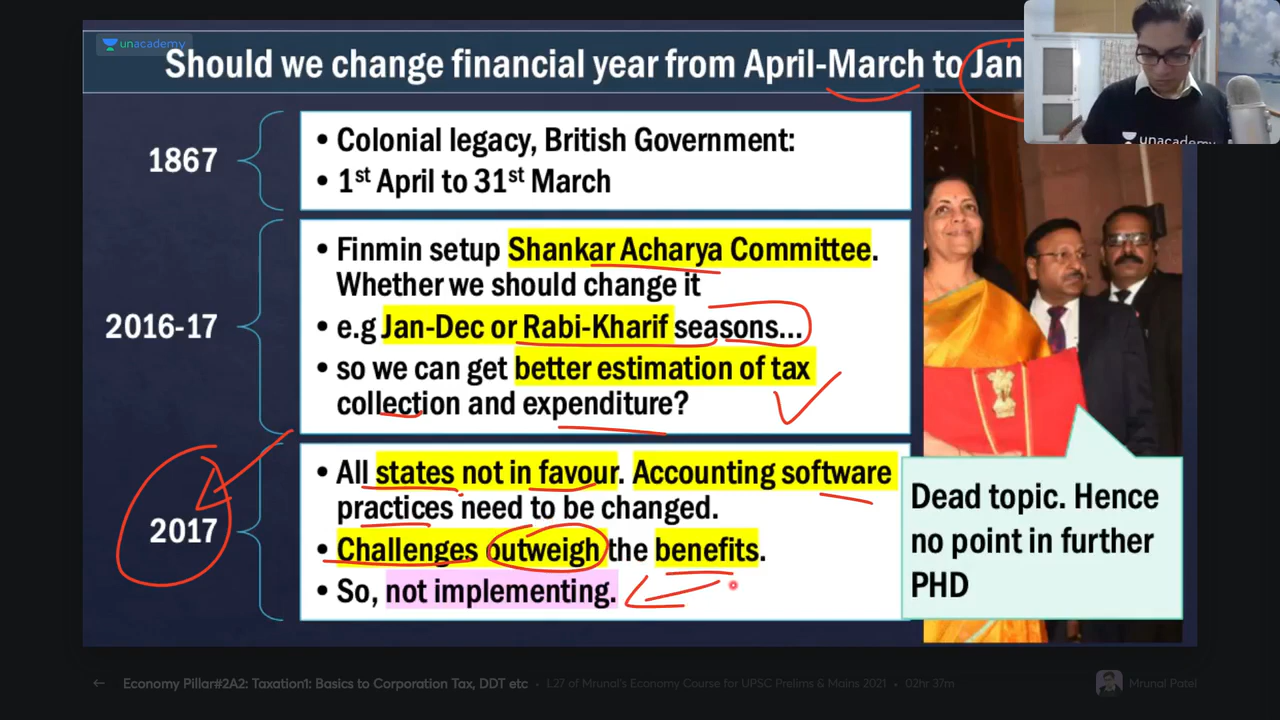 unacademy
Should we change financial year from April-March to Jan
1867
• Colonial legacy, British Government:
• 1st April to 31st March
2016-17
• Finmin setup Shankar Acharya Committee.
Whether we should change it
• e.g Jan-Dec or Rabi-Kharif seasons...
• so we can get better estimation of tax
collection and expenditure?
2017
• All states not in favour. Accounting software
practices need to be changed.
• Challenges outweigh the benefits.
• So, not implementing.
Dead topic. Hence
no point in further
PHD
unacademy
← Economy Pillar#2A2: Taxation1: Basics to Corporation Tax, DDT etc • L27 of Mrunal's Economy Course for UPSC Prelims & Mains 2021 • 02hr 37m
Mrunal Patel